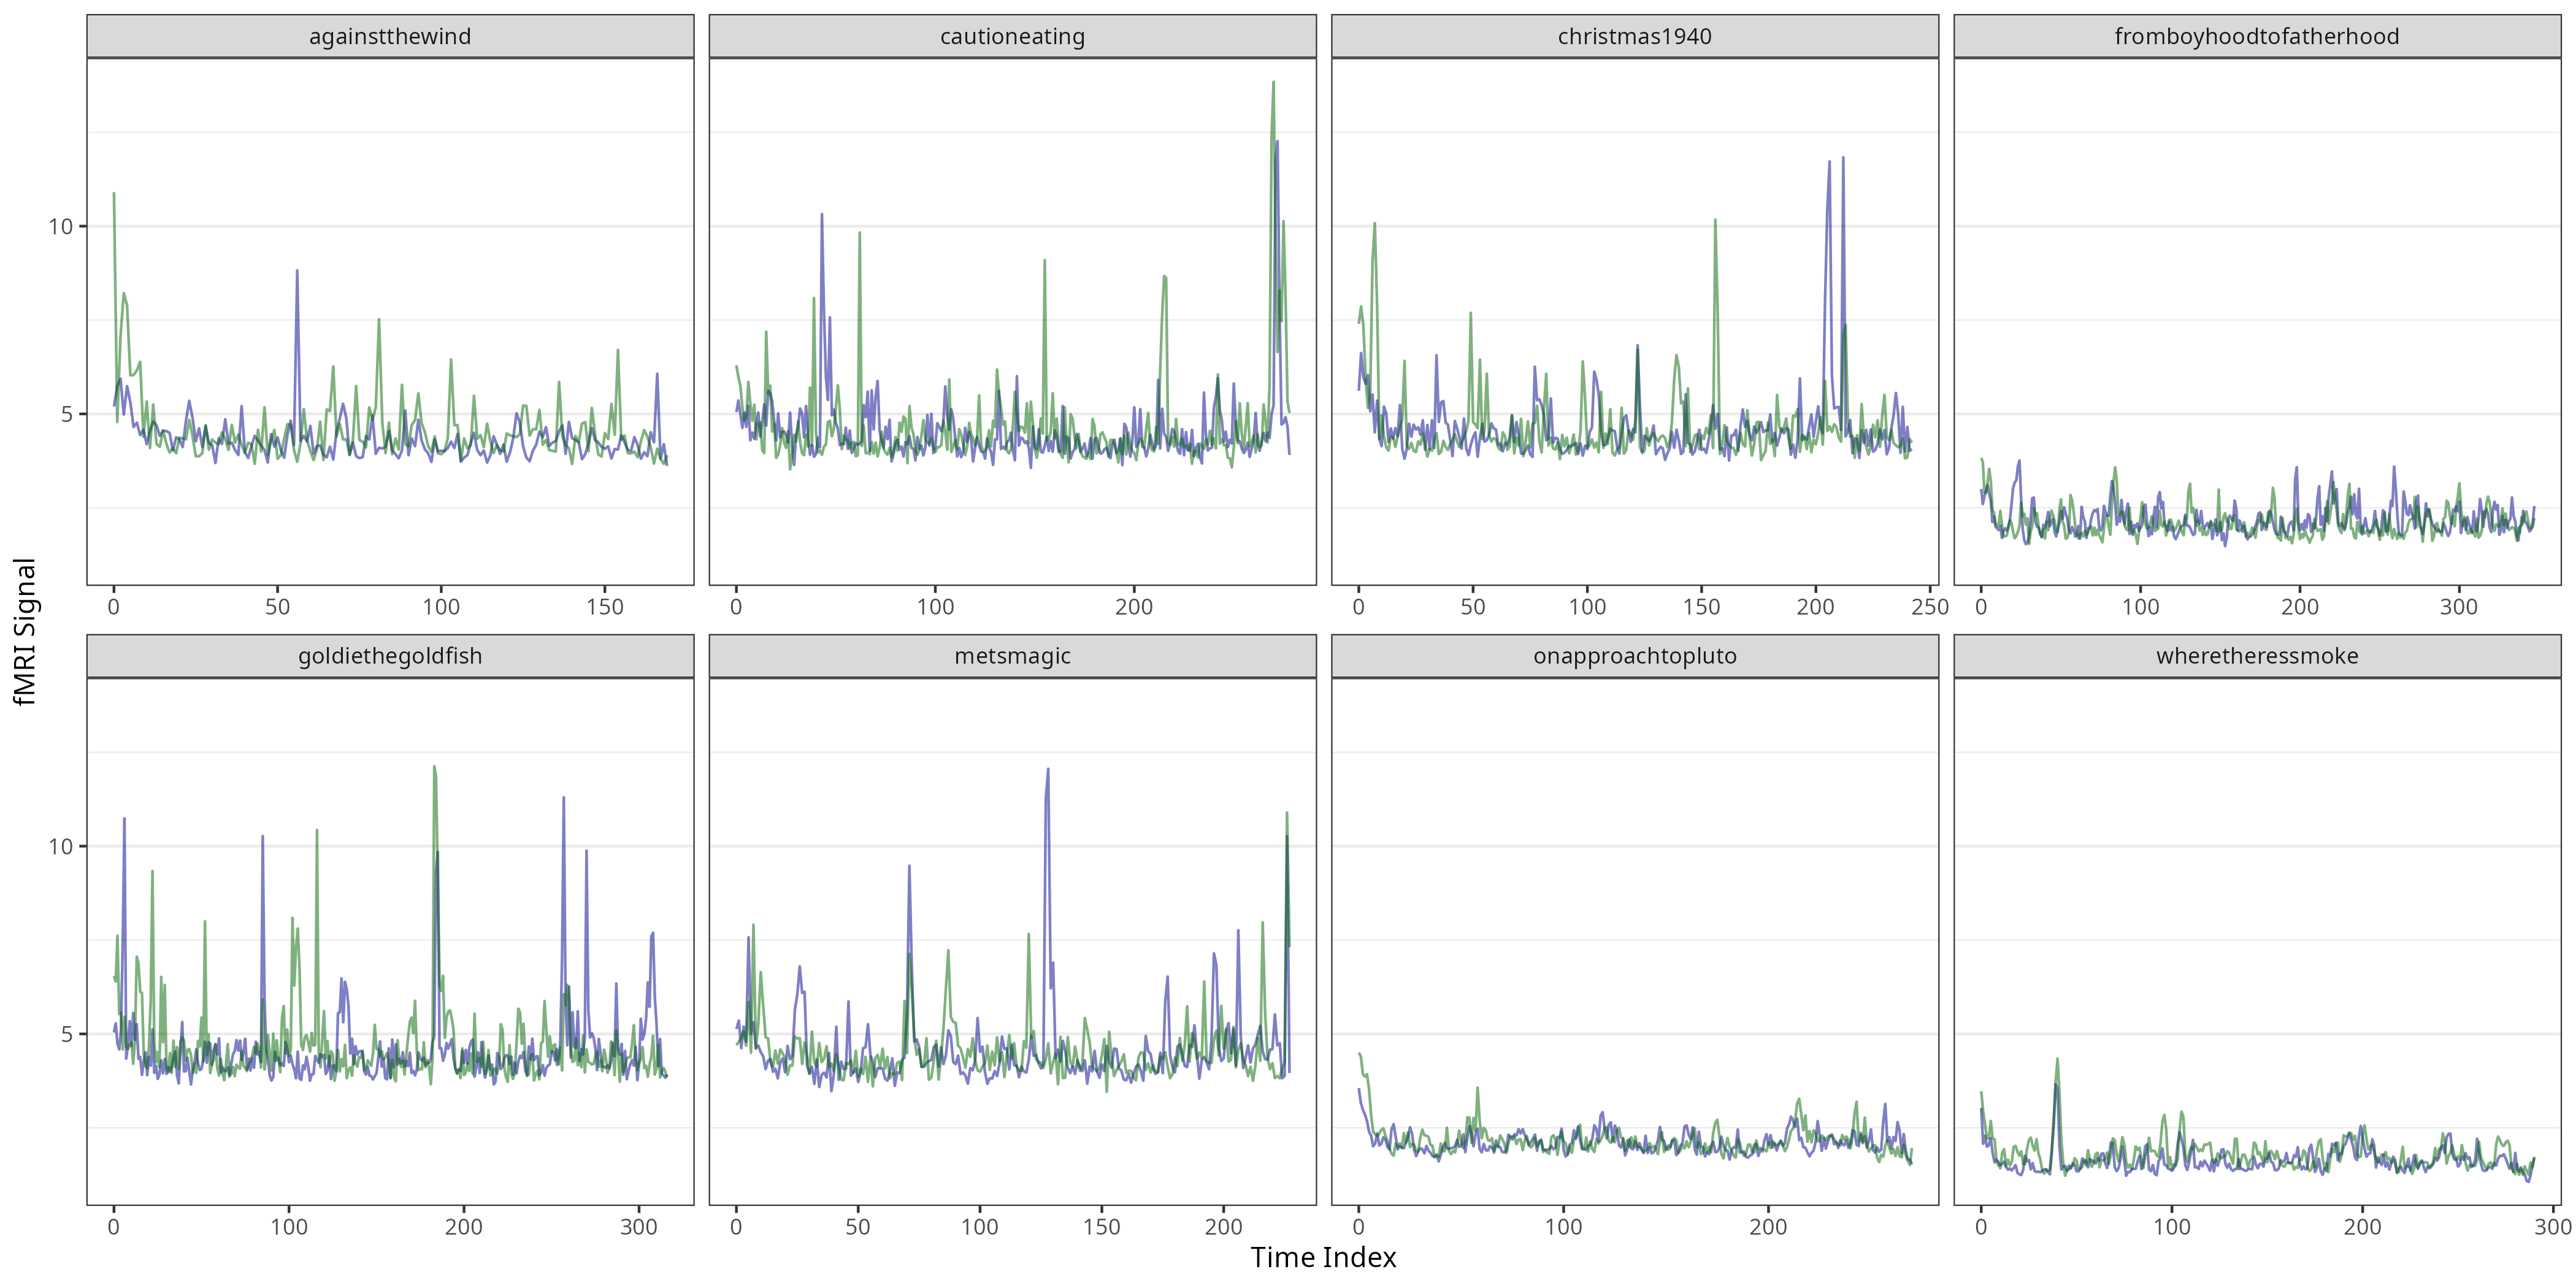 againstthewind
cautioneating
christmas1940
fromboyhoodtofatherhood
10
5
0 50 100 150
0 100 200
0 50 100 150 200 250
0 100 200 300
fMRI Signal
goldiethegoldfish
metsmagic
onapproachtopluto
wheretheressmoke
10
5
0 100 200 300
0 50 100 150 200
0 100 200
0 100 200 300
Time Index